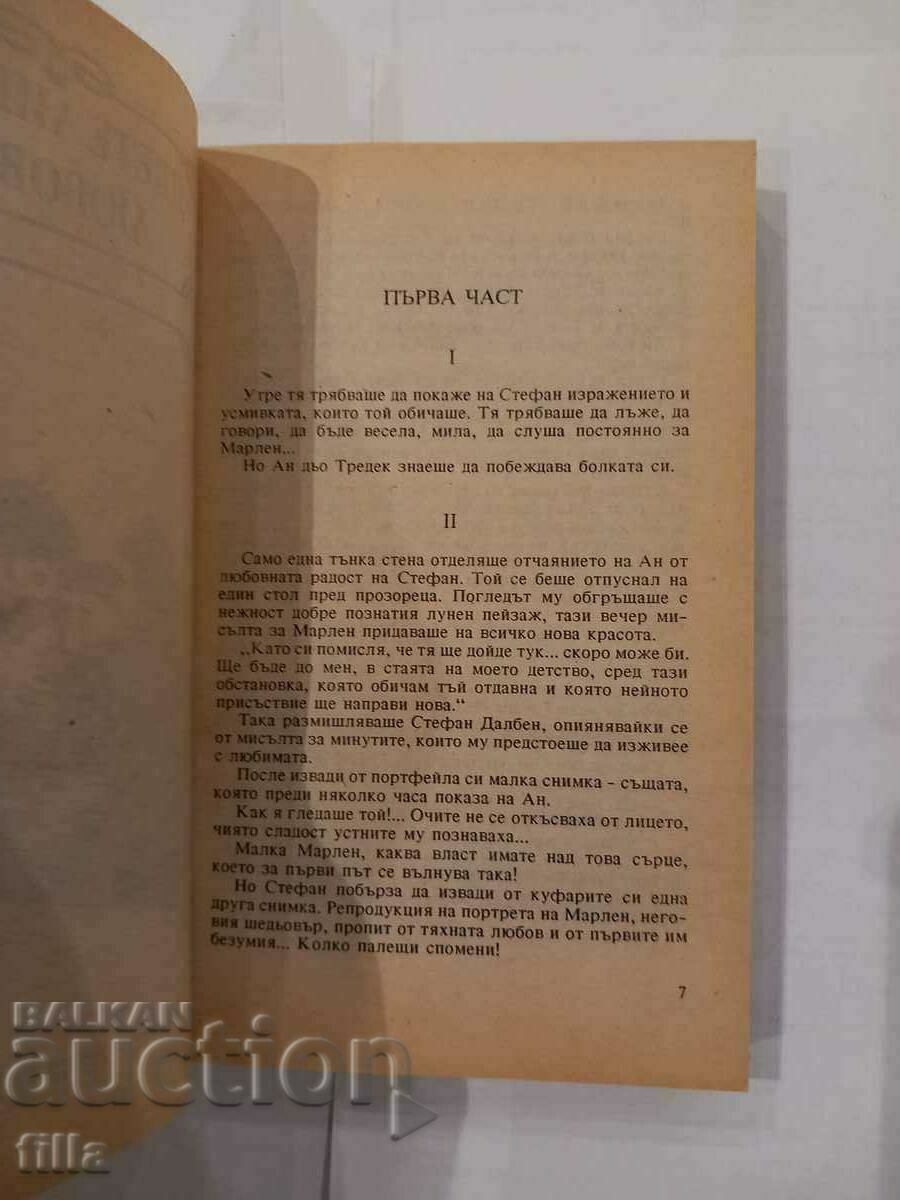 ПЪРВА ЧАСТ
I
Утре тя трябваше да покаже на Стефан изражението и
усмивката, които той обичаше. Тя трябваше да лъже, да
говори, да бъде весела, мила, да слуша постоянно за
Марлен...
Но Ан дьо Тредек знаеше да побеждава болката си.
II
Само една тънка стена отделяше отчаянието на Ан от
любовната радост на Стефан. Той се беше отпуснал на
един стол пред прозореца. Погледът му обгръщаше с
нежност добре познатия лунен пейзаж, тази вечер ми-
сълта за Марлен придаваше на всичко нова красота.
„Като си помисля, че тя ще дойде тук... скоро може би.
Ще бъде до мен, в стаята на моето детство, сред тази
обстановка, която обичам тъй отдавна и която нейното
присъствие ще направи нова.“
Така размишляваше Стефан Далбен, опиянявайки се
от мисълта за минутите, които му предстоеше да изживее
с любимата.
После извади от портфейла си малка снимка - същата,
която преди няколко часа показа на Ан.
Как я гледаше той!... Очите не се откъсваха от лицето,
чиято сладост устните му познаваха...
Малка Марлен, каква власт имате над това сърце,
което за първи път се вълнува така!
Но Стефан побърза да извади от куфарите си една
друга снимка. Репродукция на портрета на Марлен, него-
вия шедьовър, пропит от тяхната любов и от първите им
безумия... Колко палещи спомени!
7
BALKAN
auction
filla